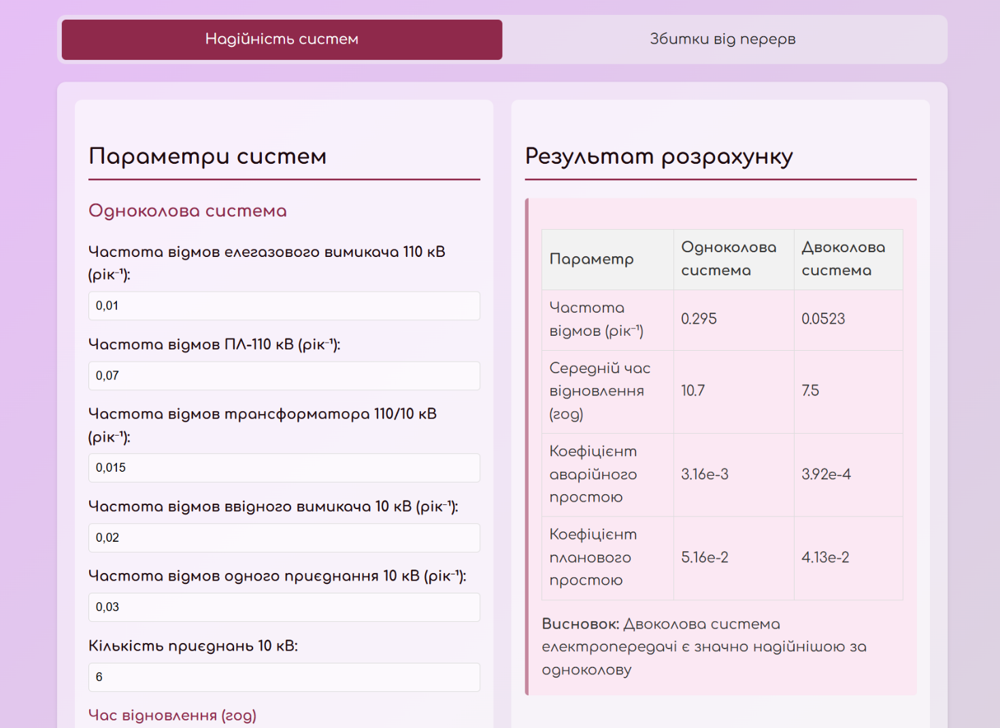 Надійність систем
Збитки від перерв
Параметри систем
Одноколова система
Частота відмов елегазового вимикача 110 кВ
(рік⁻¹):
0,01
Частота відмов ПЛ-110 кВ (рік⁻¹):
0,07
Частота відмов трансформатора 110/10 кВ
(рік⁻¹):
0,015
Частота відмов ввідного вимикача 10 кВ (рік⁻¹):
0,02
Частота відмов одного приєднання 10 кВ (рік⁻¹):
0,03
Кількість приєднань 10 кВ:
6
Час відновлення (год)
Результат розрахунку
Параметр
Одноколова
система
Двоколова
система
Частота
відмов (рік⁻¹)
0.295
0.0523
Середній час
відновлення
(год)
10.7
7.5
Коефіцієнт
аварійного
простою
3.16e-3
3.92e-4
Коефіцієнт
планового
простою
5.16e-2
4.13e-2
Висновок: Двоколова система
електропередачі є значно надійнішою за
одноколову